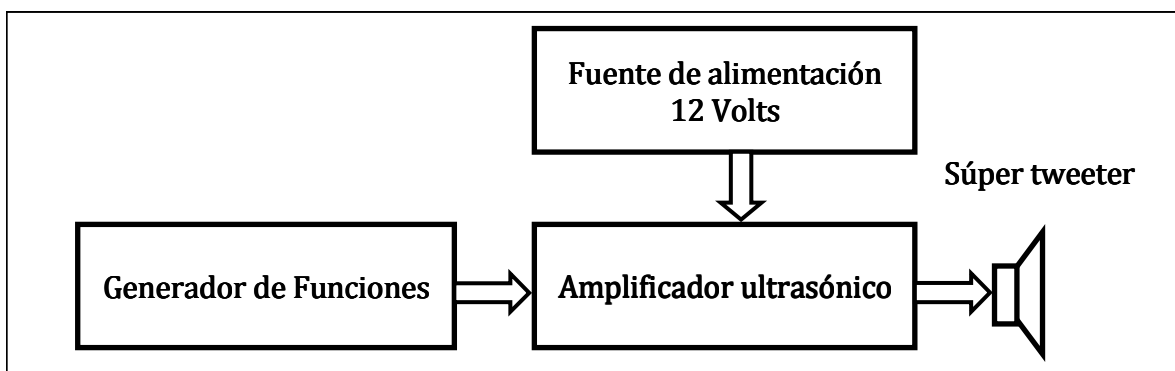 Fuente de alimentación
12 Volts
Súper tweeter
Generador de Funciones
Amplificador ultrasónico